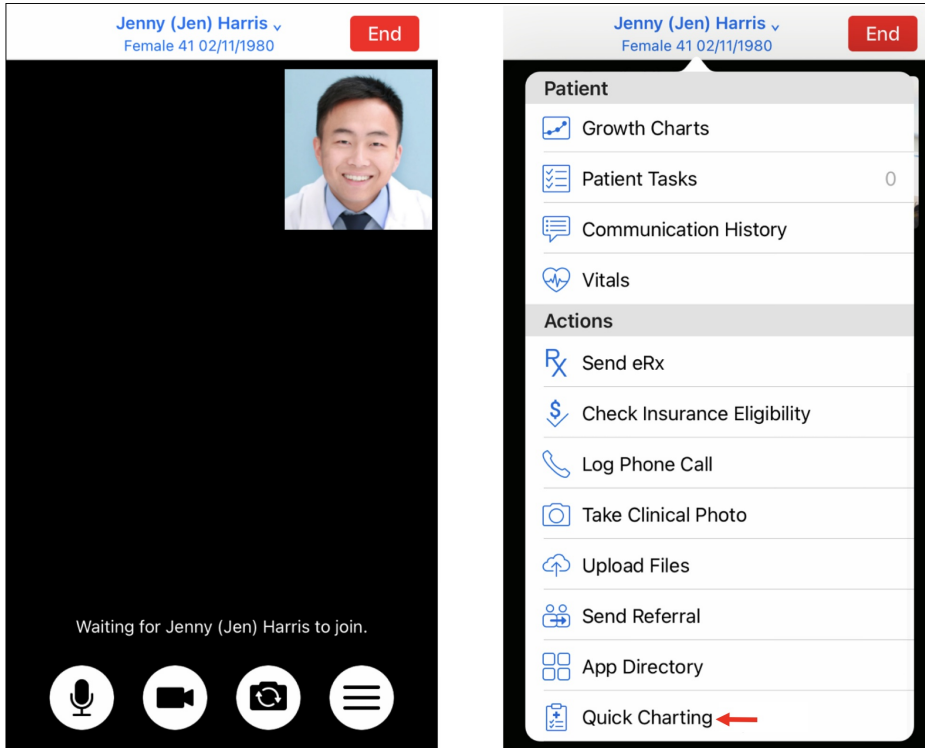 Jenny (Jen) Harris
Female 41 02/11/1980
End
Waiting for Jenny (Jen) Harris to join.
Jenny (Jen) Harris
Female 41 02/11/1980
End
Patient
Growth Charts
Patient Tasks 0
Communication History
Vitals
Actions
Rx Send eRx
$ Check Insurance Eligibility
Log Phone Call
Take Clinical Photo
Upload Files
Send Referral
App Directory
Quick Charting